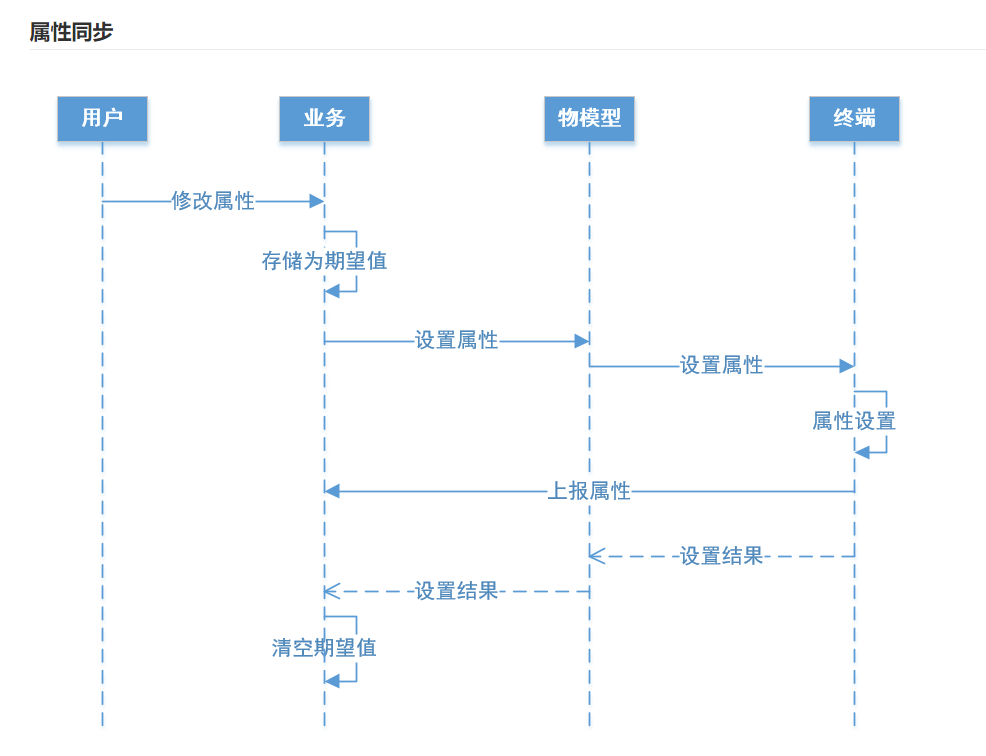 属性同步
用户
业务
物模型
终端
修改属性
存储为期望值
设置属性
设置属性
属性设置
上报属性
设置结果
设置结果
清空期望值